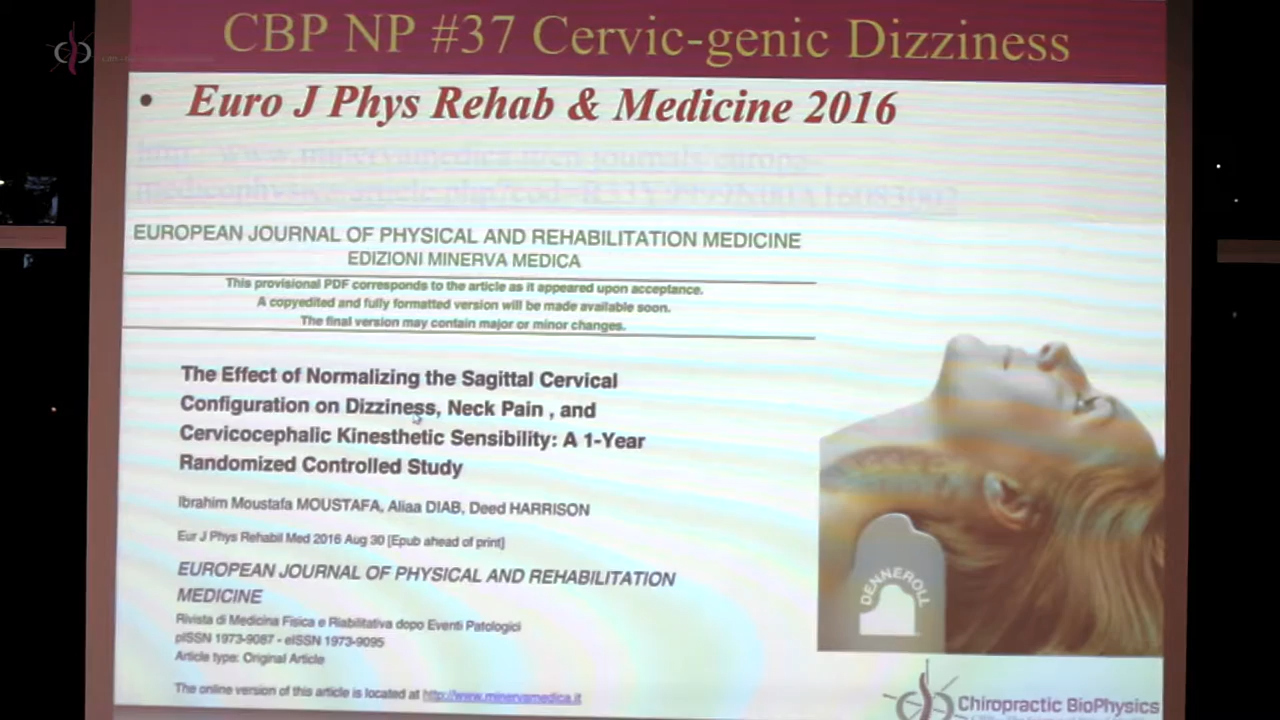 CBP NP #37 Cervic-genic Dizziness
• Euro J Phys Rehab & Medicine 2016
EUROPEAN JOURNAL OF PHYSICAL AND REHABILITATION MEDICINE
EDIZIONI MINERVA MEDICA
This provisional PDF corresponds to the article as it appeared upon acceptance.
A copyedited and fully formatted version will be made available soon.
The final version may contain major or minor changes.
The Effect of Normalizing the Sagittal Cervical
Configuration on Dizziness, Neck Pain , and
Cervicocephalic Kinesthetic Sensibility: A 1-Year
Randomized Controlled Study
Ibrahim Moustafa MOUSTAFA, Aliaa DIAB, Deed HARRISON
Eur J Phys Rehabil Med 2016 Aug 30 [Epub ahead of print]
EUROPEAN JOURNAL OF PHYSICAL AND REHABILITATION
MEDICINE
Rivista di Medicina Fisica e Riabilitativa dopo Eventi Patologici
pISSN 1973-9087 - eISSN 1973-9095
Article type: Original Article
The online version of this article is located at http://www.minervamedica.it
DENNEROLL
Chiropractic BioPhysics